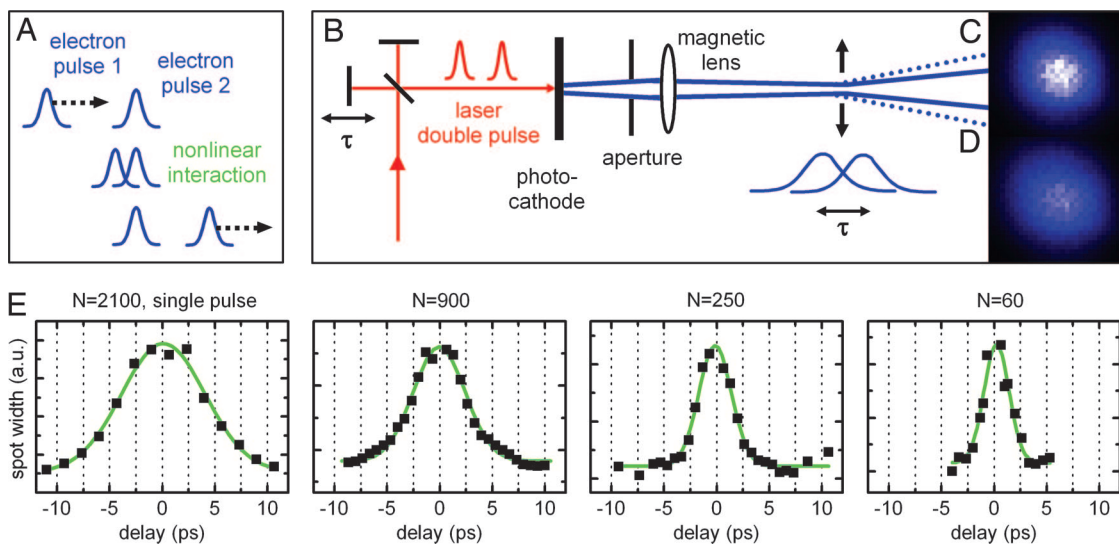 A
electron
pulse 1
electron
pulse 2
nonlinear
interaction
B
τ
laser
double pulse
photo-
cathode
aperture
magnetic
lens
τ
C
D
E
N=2100, single pulse
N=900
N=250
N=60
spot width (a.u.)
-10 -5 0 5 10
-10 -5 0 5 10
-10 -5 0 5 10
-10 -5 0 5 10
delay (ps)
delay (ps)
delay (ps)
delay (ps)